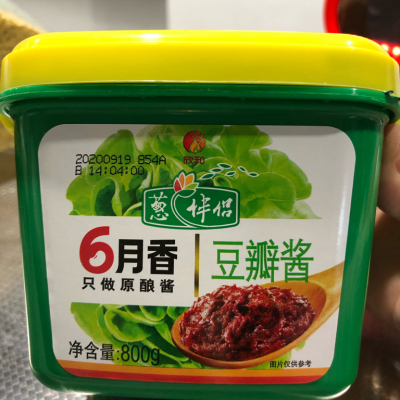 20200919 854A
B 14:04:00
欣和
葱伴侣
6月香
只做原酿酱
豆瓣酱
净含量:800g
图片仅供参考